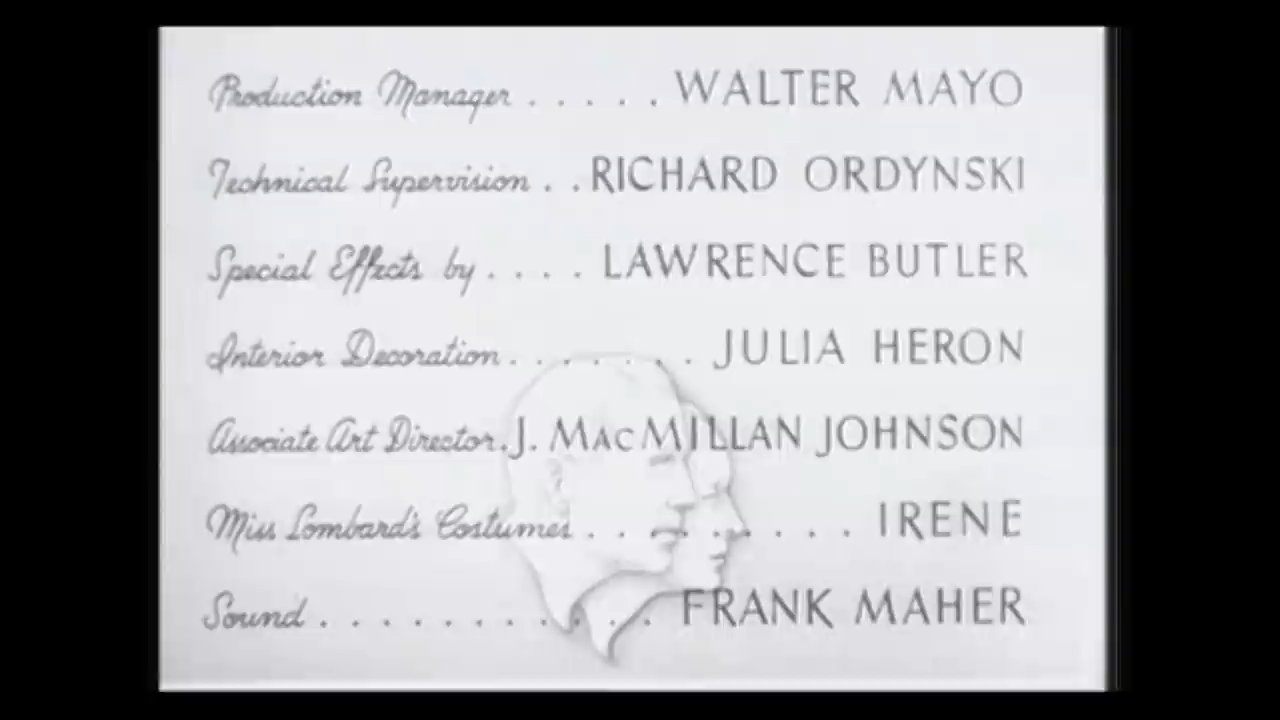 Production Manager . . . . . WALTER MAYO
Technical Supervision . . RICHARD ORDYNSKI
Special Effects by . . . . LAWRENCE BUTLER
Interior Decoration . . . . . . . JULIA HERON
Associate Art Director . J. MACMILLAN JOHNSON
Miss Lombard's Costumes . . . . . . . . . IRENE
Sound . . . . . . . . . . . . . FRANK MAHER